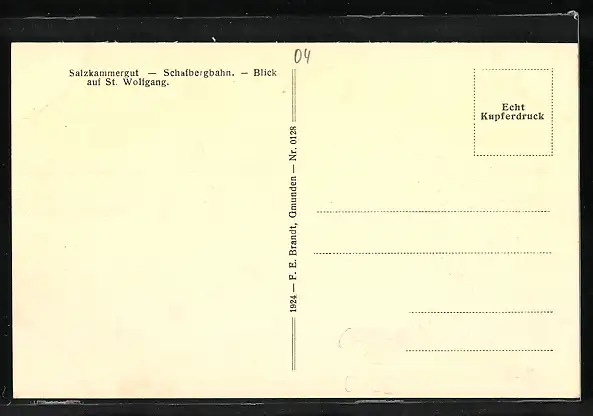 04
Salzkammergut — Schafbergbahn. — Blick
auf St. Wolfgang.
Echt
Kupferdruck
1924 — F. E. Brandt, Gmunden — Nr. 0128